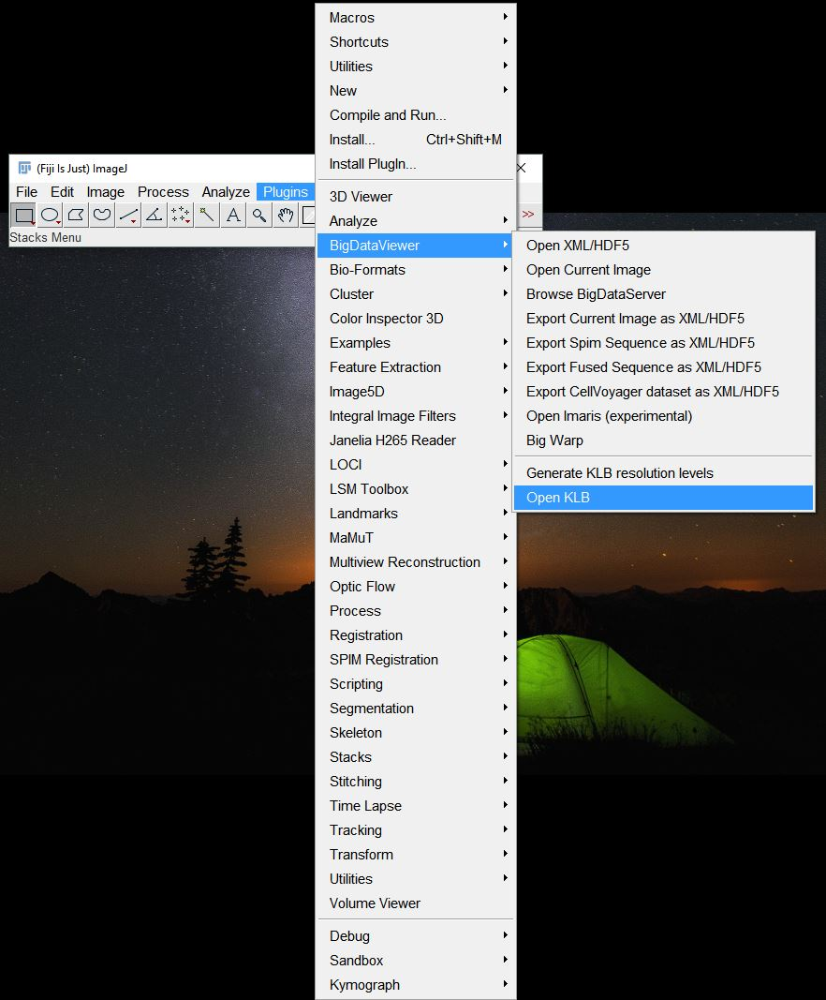 (Fiji Is Just) ImageJ
File Edit Image Process Analyze Plugins
A >>
Stacks Menu
Macros
Shortcuts
Utilities
New
Compile and Run...
Install... Ctrl+Shift+M
Install PlugIn...
3D Viewer
Analyze
BigDataViewer
Bio-Formats
Cluster
Color Inspector 3D
Examples
Feature Extraction
Image5D
Integral Image Filters
Janelia H265 Reader
LOCI
LSM Toolbox
Landmarks
MaMuT
Multiview Reconstruction
Optic Flow
Process
Registration
SPIM Registration
Scripting
Segmentation
Skeleton
Stacks
Stitching
Time Lapse
Tracking
Transform
Utilities
Volume Viewer
Debug
Sandbox
Kymograph
Open XML/HDF5
Open Current Image
Browse BigDataServer
Export Current Image as XML/HDF5
Export Spim Sequence as XML/HDF5
Export Fused Sequence as XML/HDF5
Export CellVoyager dataset as XML/HDF5
Open Imaris (experimental)
Big Warp
Generate KLB resolution levels
Open KLB